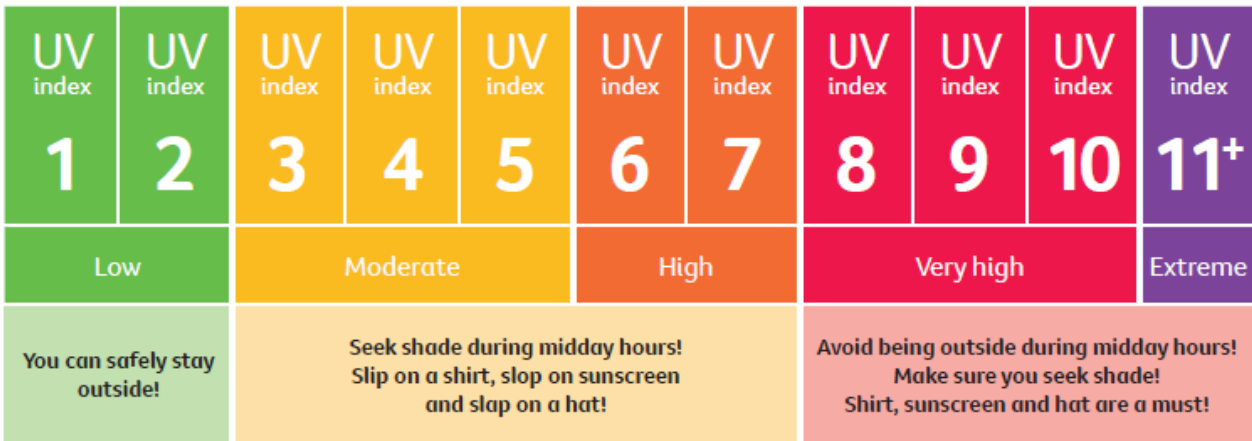 UV UV UV UV UV UV UV UV UV UV UV
index index index index index index index index index index index
1 2 3 4 5 6 7 8 9 10 11+
Low Moderate High Very high Extreme
You can safely stay
outside!
Seek shade during midday hours!
Slip on a shirt, slop on sunscreen
and slap on a hat!
Avoid being outside during midday hours!
Make sure you seek shade!
Shirt, sunscreen and hat are a must!